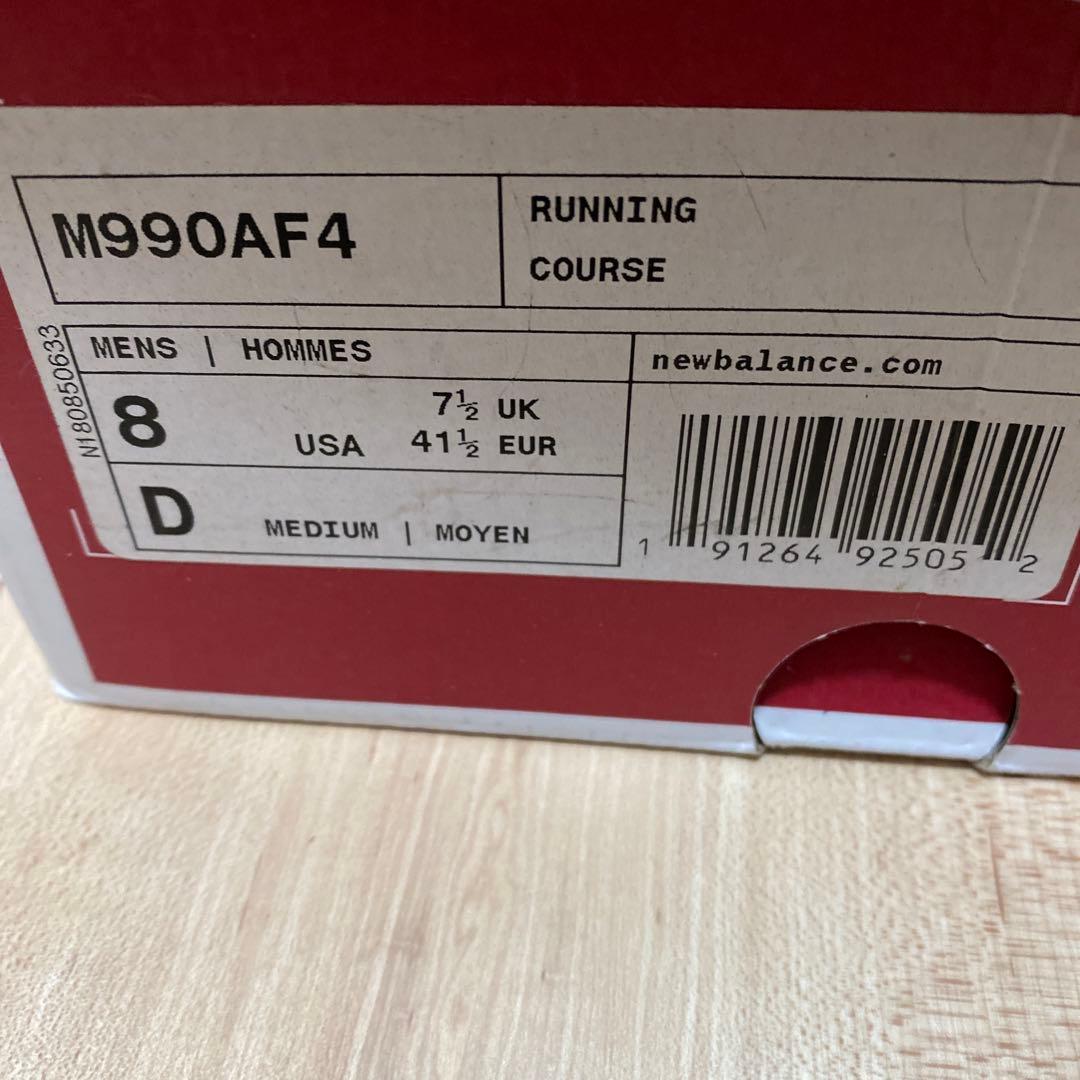 M990AF4
RUNNING
COURSE
N180850633
MENS | HOMMES
newbalance.com
8 USA
7½ UK
41½ EUR
D MEDIUM | MOYEN
1 91264 92505 2